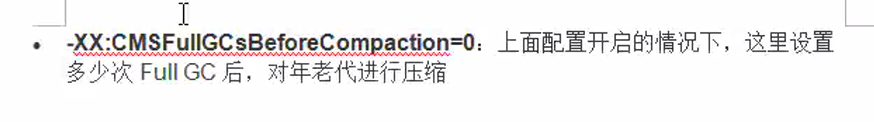 • -XX:CMSFullGCsBeforeCompaction=0：上面配置开启的情况下，这里设置
多少次 Full GC 后，对年老代进行压缩